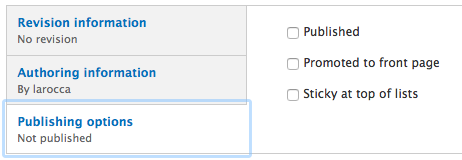 Revision information
No revision
Authoring information
By larocca
Publishing options
Not published
Published
Promoted to front page
Sticky at top of lists